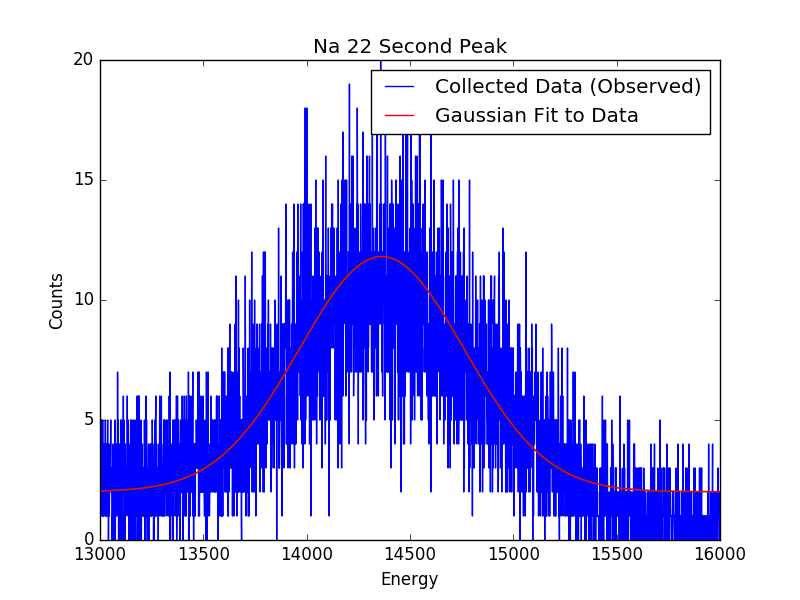 Na 22 Second Peak
Collected Data (Observed)
Gaussian Fit to Data
20
15
10
5
0
Counts
13000 13500 14000 14500 15000 15500 16000
Energy